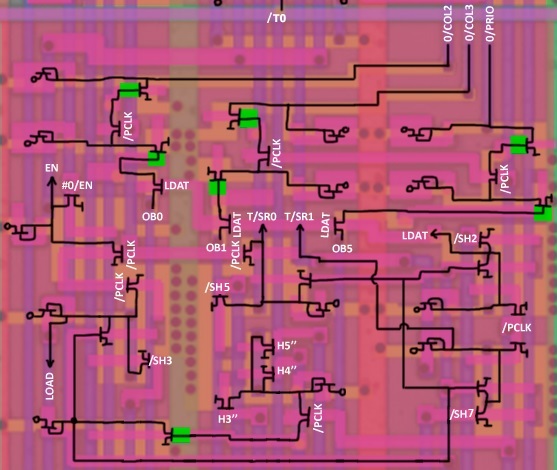 /T0
0/COL2
0/COL3
0/PRIO
/PCLK
/PCLK
/PCLK
EN
#0/EN
LDAT
OB0
OB1
LDAT
/PCLK
T/SR0
T/SR1
LDAT
OB5
LDAT
/SH2
/PCLK
/PCLK
/SH5
/PCLK
LOAD
/SH3
H5''
H4''
H3''
/PCLK
/SH7